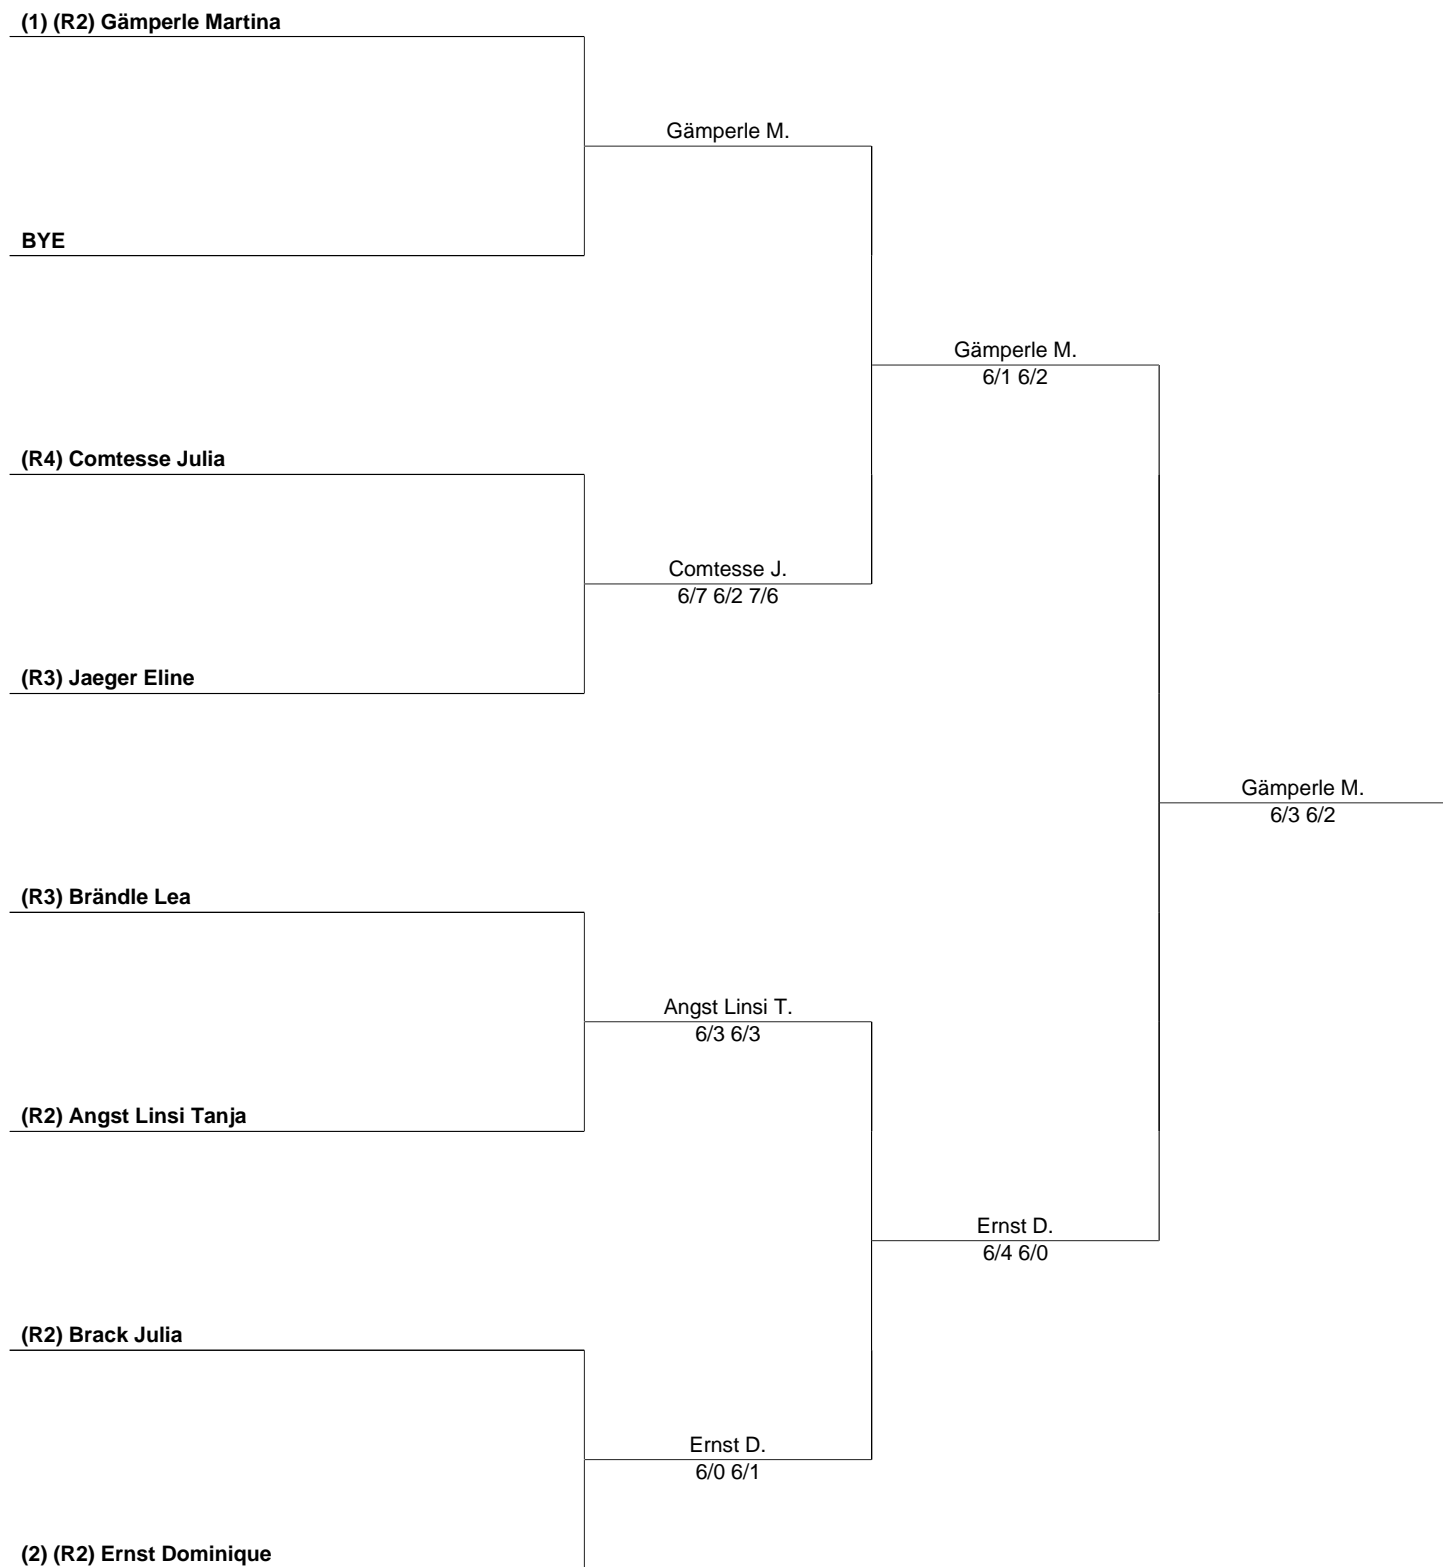 (1) (R2) Gämperle Martina
Gämperle M.
BYE
Gämperle M.
6/1 6/2
(R4) Comtesse Julia
Comtesse J.
6/7 6/2 7/6
(R3) Jaeger Eline
Gämperle M.
6/3 6/2
(R3) Brändle Lea
Angst Linsi T.
6/3 6/3
(R2) Angst Linsi Tanja
Ernst D.
6/4 6/0
(R2) Brack Julia
Ernst D.
6/0 6/1
(2) (R2) Ernst Dominique